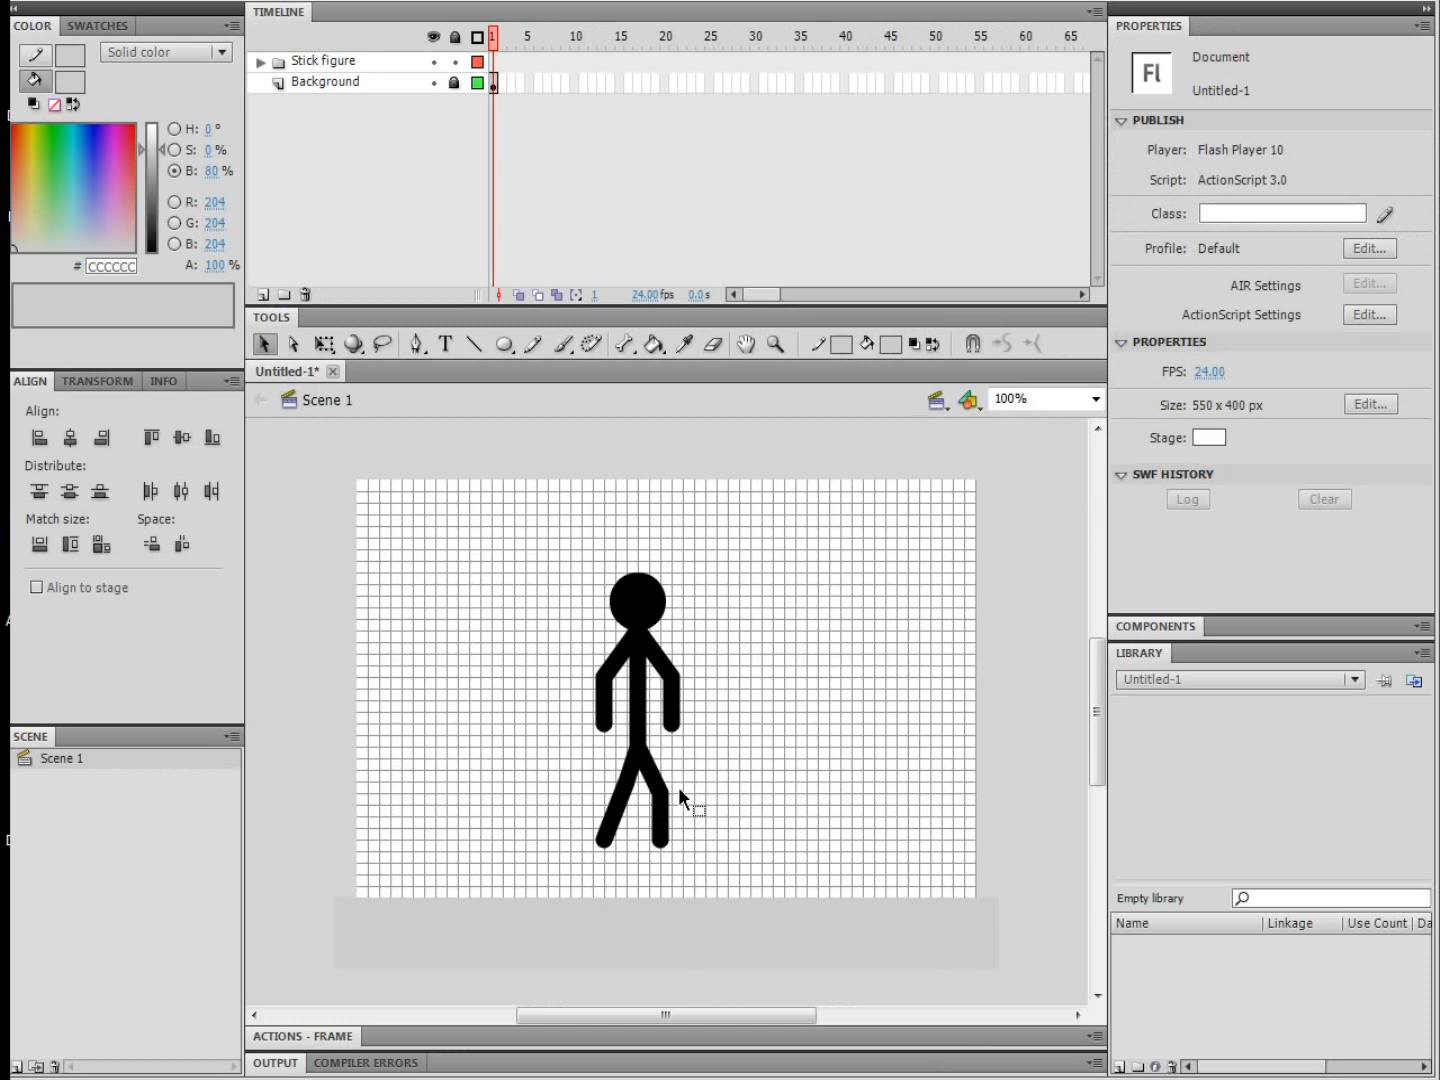 COLOR SWATCHES
Solid color
H: 0 °
S: 0 %
B: 80 %
R: 204
G: 204
B: 204
# CCCCCC
A: 100 %
ALIGN TRANSFORM INFO
Align:
Distribute:
Match size: Space:
Align to stage
SCENE
Scene 1
TIMELINE
1 5 10 15 20 25 30 35 40 45 50 55 60 65
Stick figure
Background
1 24.00 fps 0.0 s
TOOLS
T
Untitled-1*
Scene 1
100%
ACTIONS - FRAME
OUTPUT COMPILER ERRORS
PROPERTIES
Fl
Document
Untitled-1
PUBLISH
Player: Flash Player 10
Script: ActionScript 3.0
Class:
Profile: Default Edit...
AIR Settings Edit...
ActionScript Settings Edit...
PROPERTIES
FPS: 24.00
Size: 550 x 400 px Edit...
Stage:
SWF HISTORY
Log Clear
COMPONENTS
LIBRARY
Untitled-1
Empty library
Name Linkage Use Count Da